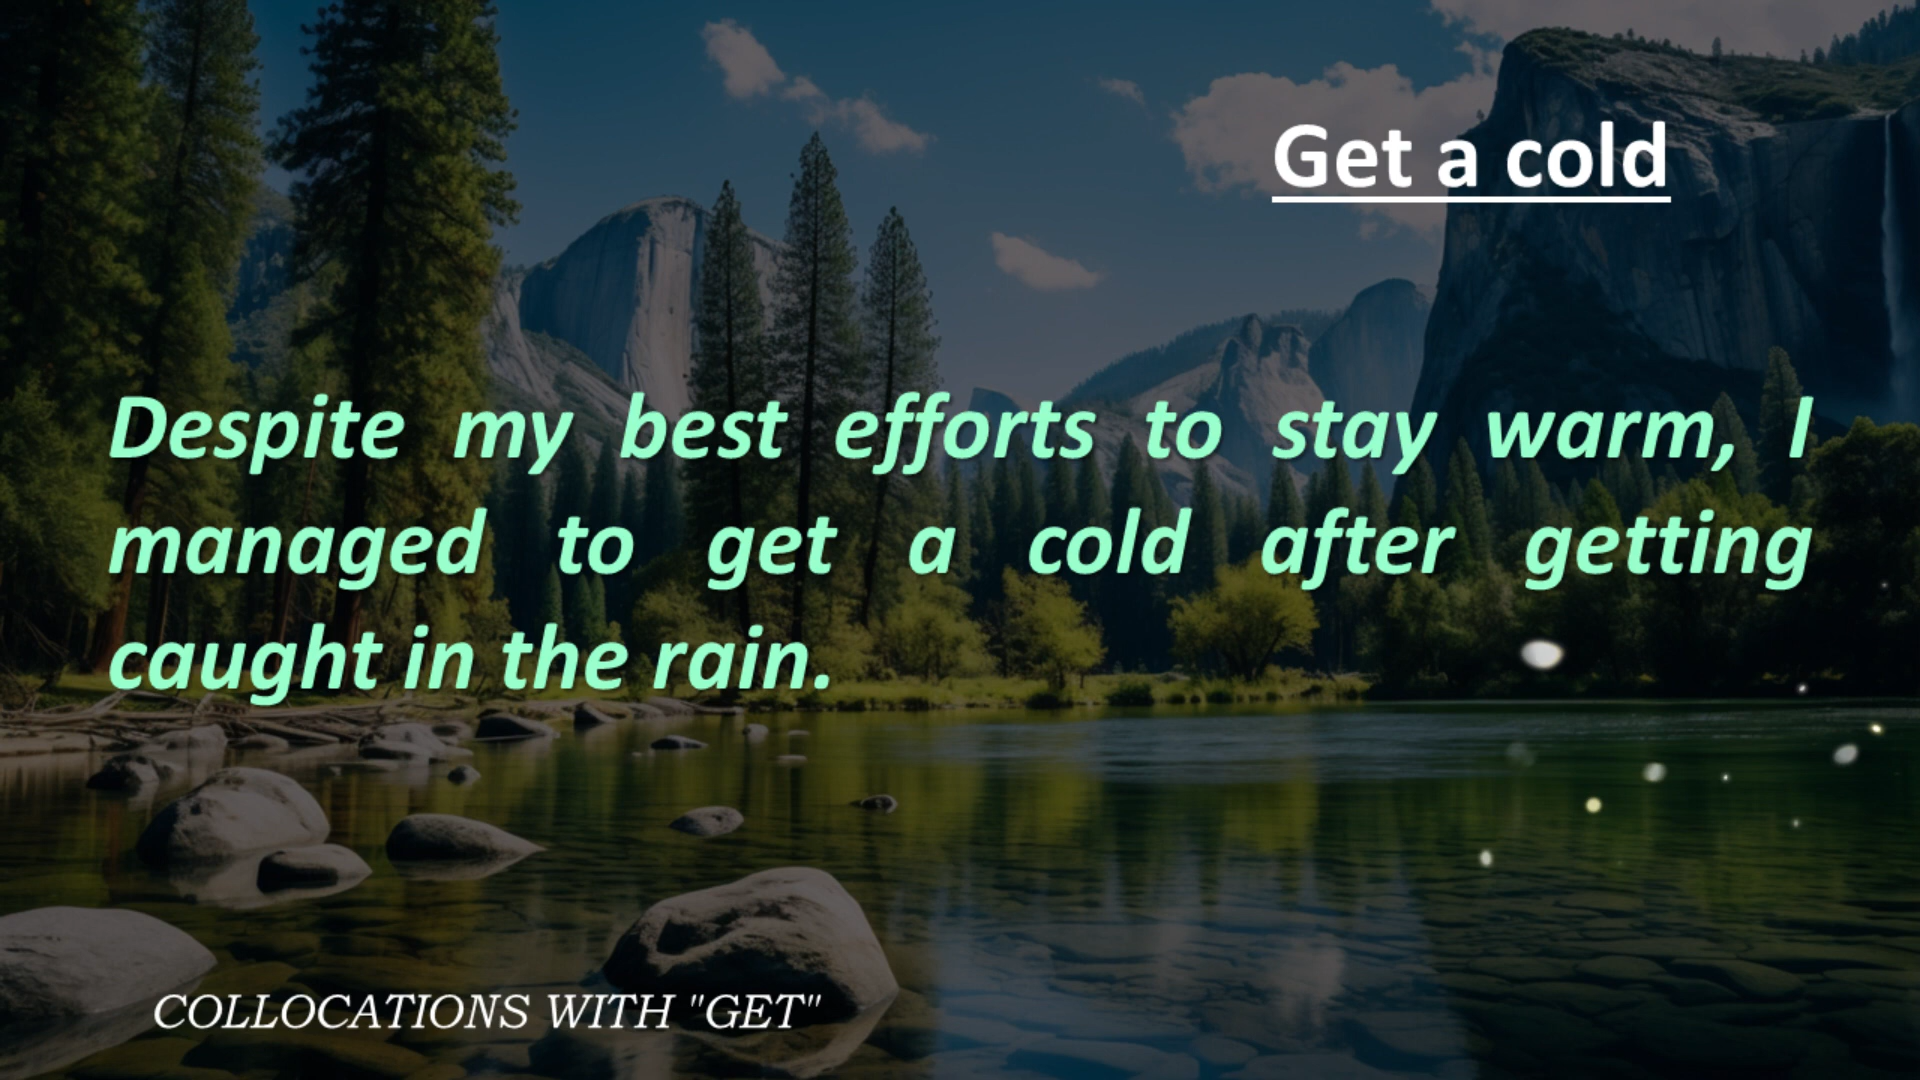 Get a cold
Despite my best efforts to stay warm, I
managed to get a cold after getting
caught in the rain.
COLLOCATIONS WITH "GET"